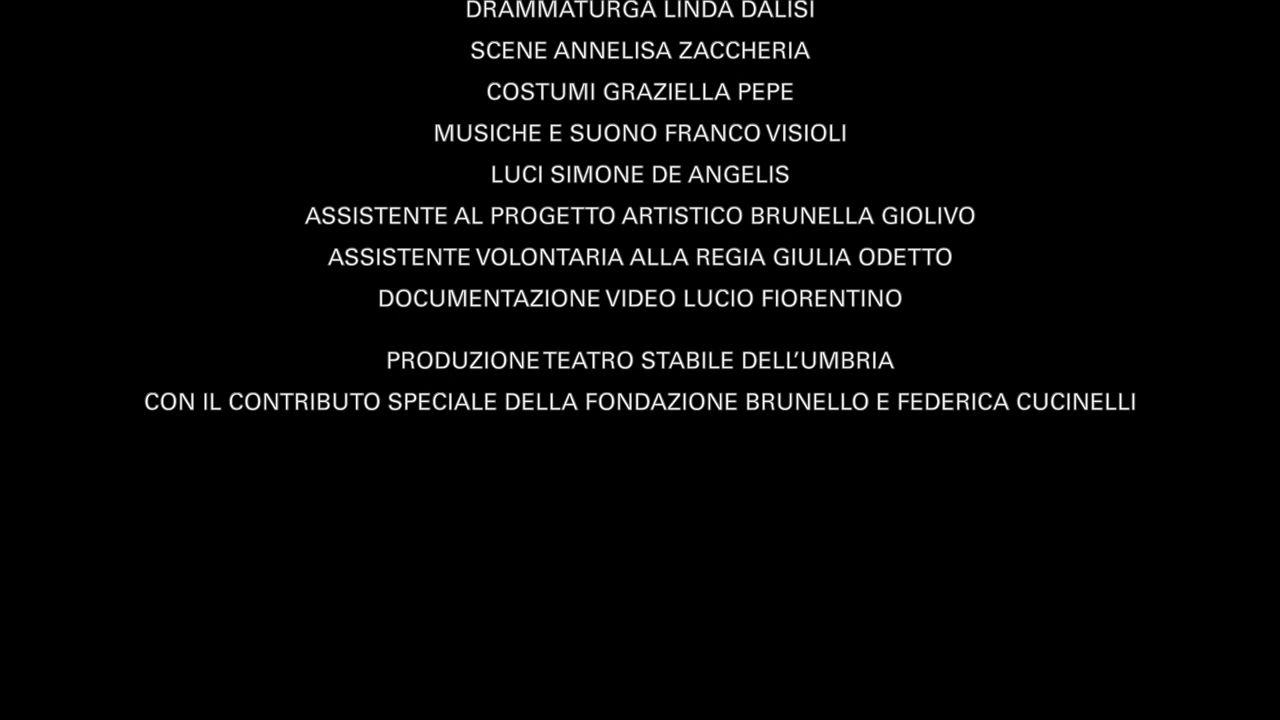 DRAMMATURGA LINDA DALISI
SCENE ANNELISA ZACCHERIA
COSTUMI GRAZIELLA PEPE
MUSICHE E SUONO FRANCO VISIOLI
LUCI SIMONE DE ANGELIS
ASSISTENTE AL PROGETTO ARTISTICO BRUNELLA GIOLIVO
ASSISTENTE VOLONTARIA ALLA REGIA GIULIA ODETTO
DOCUMENTAZIONE VIDEO LUCIO FIORENTINO
PRODUZIONE TEATRO STABILE DELL’UMBRIA
CON IL CONTRIBUTO SPECIALE DELLA FONDAZIONE BRUNELLO E FEDERICA CUCINELLI